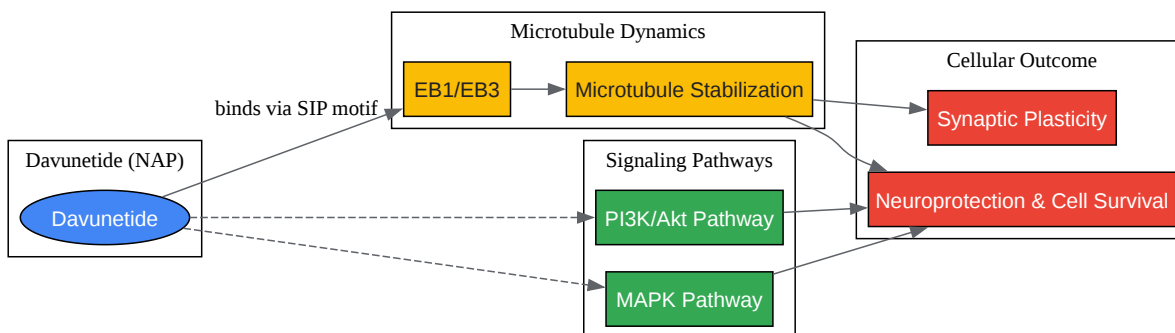 Davunetide (NAP)
Davunetide
binds via SIP motif
Microtubule Dynamics
EB1/EB3
Microtubule Stabilization
Signaling Pathways
PI3K/Akt Pathway
MAPK Pathway
Cellular Outcome
Synaptic Plasticity
Neuroprotection & Cell Survival